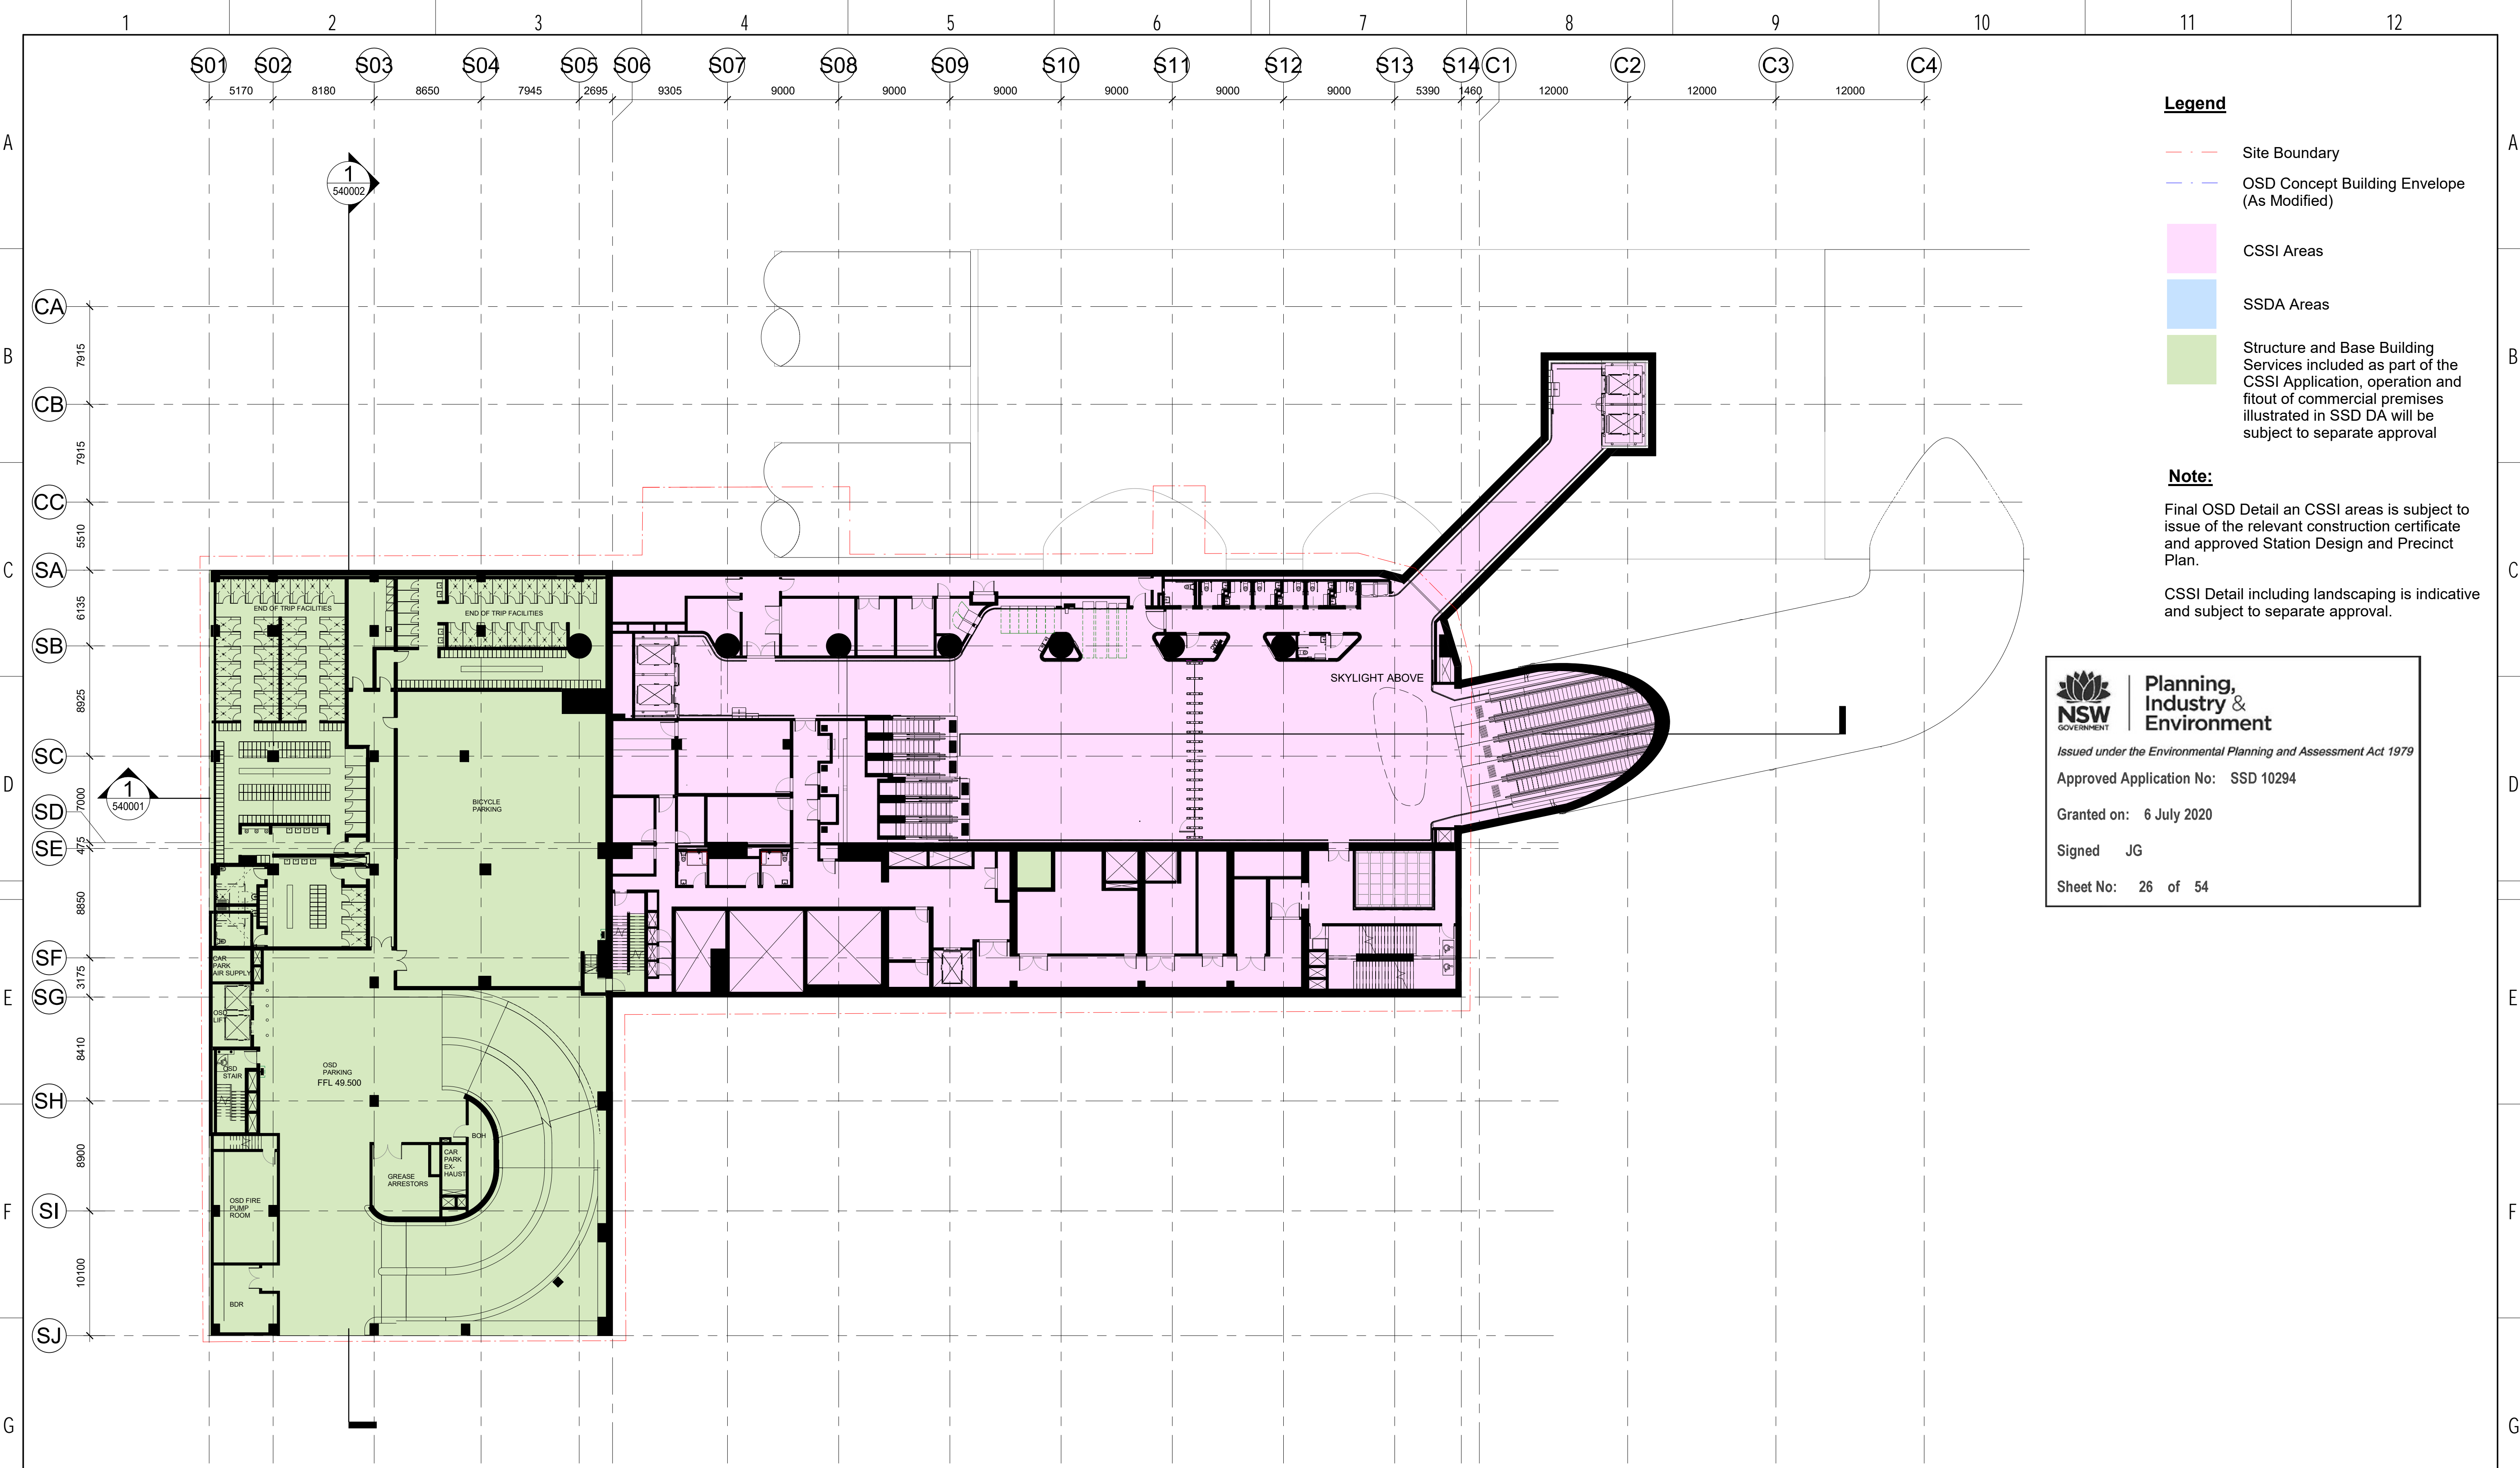 1 2 3 4 5 6 7 8 9 10 11 12
S01 S02 S03 S04 S05 S06 S07 S08 S09 S10 S11 S12 S13 S14 C1 C2 C3 C4
5170 8180 8650 7945 2695 9305 9000 9000 9000 9000 9000 9000 5390 1460 12000 12000 12000
A
B
C
D
E
F
G
A
B
C
D
E
F
G
CA
7915
CB
7915
CC
5510
SA
6135
SB
8925
SC
7000
SD
475
SE
8850
SF
3175
SG
8410
SH
8900
SI
10100
SJ
1
540002
1
540001
END OF TRIP FACILITIES
END OF TRIP FACILITIES
BICYCLE
PARKING
SKYLIGHT ABOVE
CAR
PARK
AIR SUPPLY
OSD
LIFT
OSD
STAIR
OSD
PARKING
FFL 49.500
BOH
CAR
PARK
EX-
HAUST
GREASE
ARRESTORS
OSD FIRE
PUMP
ROOM
BDR
Legend
Site Boundary
OSD Concept Building Envelope
(As Modified)
CSSI Areas
SSDA Areas
Structure and Base Building
Services included as part of the
CSSI Application, operation and
fitout of commercial premises
illustrated in SSD DA will be
subject to separate approval
Note:
Final OSD Detail an CSSI areas is subject to
issue of the relevant construction certificate
and approved Station Design and Precinct
Plan.
CSSI Detail including landscaping is indicative
and subject to separate approval.
NSW
GOVERNMENT
Planning,
Industry &
Environment
Issued under the Environmental Planning and Assessment Act 1979
Approved Application No: SSD 10294
Granted on: 6 July 2020
Signed JG
Sheet No: 26 of 54